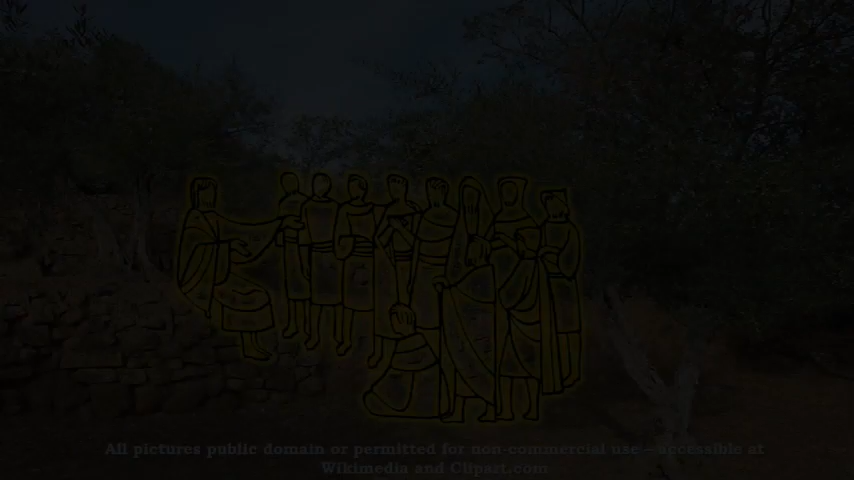 All pictures public domain or permitted for non-commercial use – accessible at
Wikimedia and Clipart.com